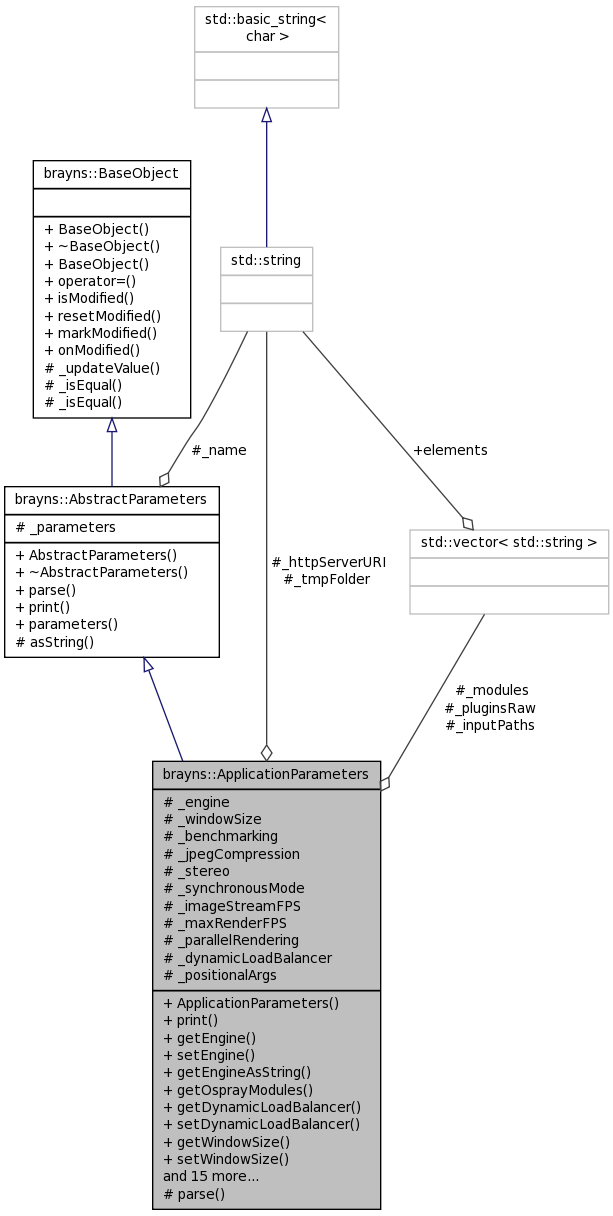 std::basic_string<
char >
brayns::BaseObject
+ BaseObject()
+ ~BaseObject()
+ BaseObject()
+ operator=()
+ isModified()
+ resetModified()
+ markModified()
+ onModified()
# _updateValue()
# _isEqual()
# _isEqual()
std::string
#_name
+elements
brayns::AbstractParameters
# _parameters
+ AbstractParameters()
+ ~AbstractParameters()
+ parse()
+ print()
+ parameters()
# asString()
std::vector< std::string >
#_httpServerURI
#_tmpFolder
#_modules
#_pluginsRaw
#_inputPaths
brayns::ApplicationParameters
# _engine
# _windowSize
# _benchmarking
# _jpegCompression
# _stereo
# _synchronousMode
# _imageStreamFPS
# _maxRenderFPS
# _parallelRendering
# _dynamicLoadBalancer
# _positionalArgs
+ ApplicationParameters()
+ print()
+ getEngine()
+ setEngine()
+ getEngineAsString()
+ getOsprayModules()
+ getDynamicLoadBalancer()
+ setDynamicLoadBalancer()
+ getWindowSize()
+ setWindowSize()
and 15 more...
# parse()